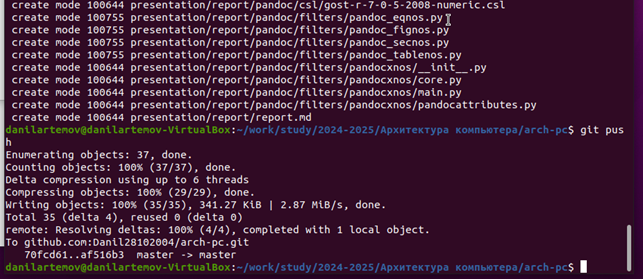 create mode 100644 presentation/report/pandoc/csl/gost-r-7-0-5-2008-numeric.csl
create mode 100755 presentation/report/pandoc/filters/pandoc_eqnos.py
create mode 100755 presentation/report/pandoc/filters/pandoc_fignos.py
create mode 100755 presentation/report/pandoc/filters/pandoc_secnos.py
create mode 100755 presentation/report/pandoc/filters/pandoc_tablenos.py
create mode 100644 presentation/report/pandoc/filters/pandocxnos/__init__.py
create mode 100644 presentation/report/pandoc/filters/pandocxnos/core.py
create mode 100644 presentation/report/pandoc/filters/pandocxnos/main.py
create mode 100644 presentation/report/pandoc/filters/pandocxnos/pandocattributes.py
create mode 100644 presentation/report/report.md
danilartemov@danilartemov-VirtualBox:~/work/study/2024-2025/Архитектура компьютера/arch-pc$ git pus
h
Enumerating objects: 37, done.
Counting objects: 100% (37/37), done.
Delta compression using up to 6 threads
Compressing objects: 100% (29/29), done.
Writing objects: 100% (35/35), 341.27 KiB | 2.87 MiB/s, done.
Total 35 (delta 4), reused 0 (delta 0)
remote: Resolving deltas: 100% (4/4), completed with 1 local object.
To github.com:Danil28102004/arch-pc.git
70fcd61..af516b3  master -> master
danilartemov@danilartemov-VirtualBox:~/work/study/2024-2025/Архитектура компьютера/arch-pc$